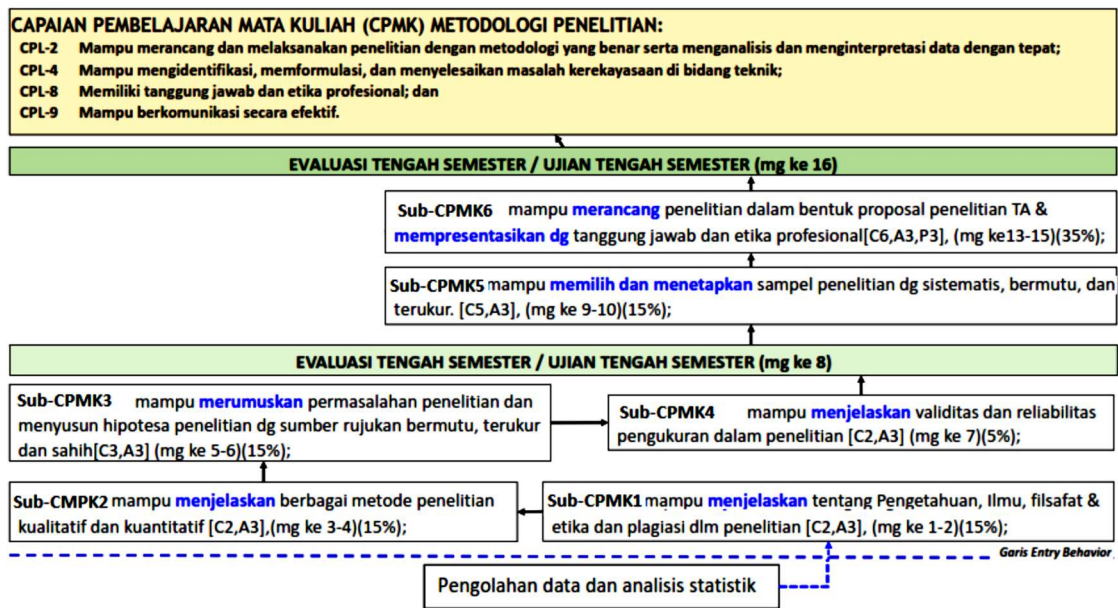 CAPAIAN PEMBELAJARAN MATA KULIAH (CPMK) METODOLOGI PENELITIAN:
CPL-2 Mampu merancang dan melaksanakan penelitian dengan metodologi yang benar serta menganalisis dan menginterpretasi data dengan tepat;
CPL-4 Mampu mengidentifikasi, memformulasi, dan menyelesaikan masalah kerekayasaan di bidang teknik;
CPL-8 Memiliki tanggung jawab dan etika profesional; dan
CPL-9 Mampu berkomunikasi secara efektif.
EVALUASI TENGAH SEMESTER / UJIAN TENGAH SEMESTER (mg ke 16)
Sub-CPMK6 mampu merancang penelitian dalam bentuk proposal penelitian TA &
mempresentasikan dg tanggung jawab dan etika profesional[C6,A3,P3], (mg ke13-15)(35%);
Sub-CPMK5 mampu memilih dan menetapkan sampel penelitian dg sistematis, bermutu, dan
terukur. [C5,A3], (mg ke 9-10)(15%);
EVALUASI TENGAH SEMESTER / UJIAN TENGAH SEMESTER (mg ke 8)
Sub-CPMK3 mampu merumuskan permasalahan penelitian dan
menyusun hipotesa penelitian dg sumber rujukan bermutu, terukur
dan sahih[C3,A3] (mg ke 5-6)(15%);
Sub-CPMK4 mampu menjelaskan validitas dan reliabilitas
pengukuran dalam penelitian [C2,A3] (mg ke 7)(5%);
Sub-CMPK2 mampu menjelaskan berbagai metode penelitian
kualitatif dan kuantitatif [C2,A3],(mg ke 3-4)(15%);
Sub-CPMK1 mampu menjelaskan tentang Pengetahuan, Ilmu, filsafat &
etika dan plagiasi dlm penelitian [C2,A3], (mg ke 1-2)(15%);
Garis Entry Behavior
Pengolahan data dan analisis statistik